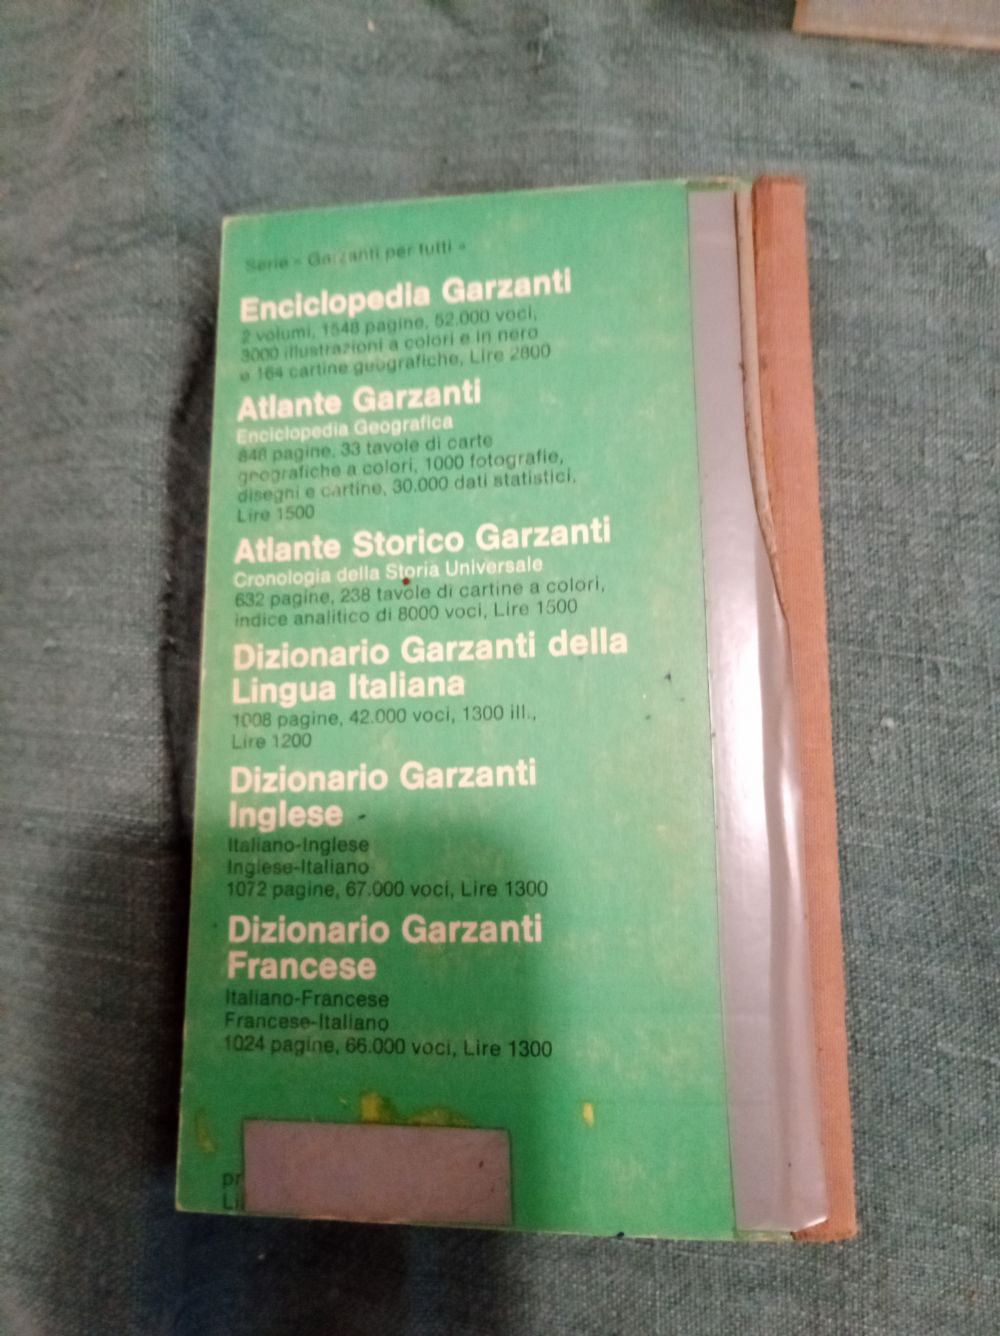 Serie « Garzanti per tutti »
Enciclopedia Garzanti
2 volumi, 1548 pagine, 52.000 voci,
3000 illustrazioni a colori e in nero
e 164 cartine geografiche, Lire 2800
Atlante Garzanti
Enciclopedia Geografica
848 pagine, 33 tavole di carte
geografiche a colori, 1000 fotografie,
disegni e cartine, 30.000 dati statistici,
Lire 1500
Atlante Storico Garzanti
Cronologia della Storia Universale
632 pagine, 238 tavole di cartine a colori,
indice analitico di 8000 voci, Lire 1500
Dizionario Garzanti della
Lingua Italiana
1008 pagine, 42.000 voci, 1300 ill.,
Lire 1200
Dizionario Garzanti
Inglese
Italiano-Inglese
Inglese-Italiano
1072 pagine, 67.000 voci, Lire 1300
Dizionario Garzanti
Francese
Italiano-Francese
Francese-Italiano
1024 pagine, 66.000 voci, Lire 1300